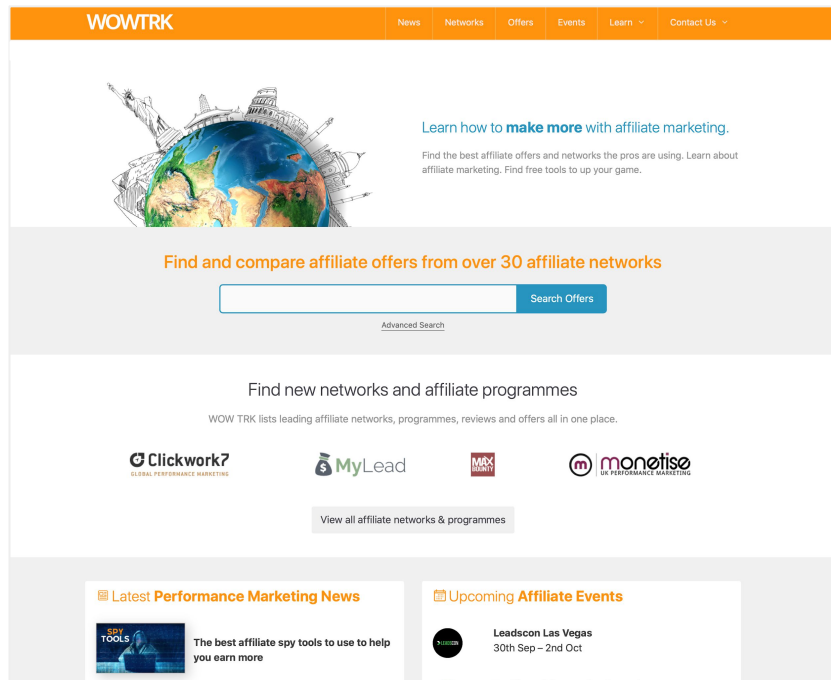 WOWTRK
News
Networks
Offers
Events
Learn
Contact Us
Learn how to make more with affiliate marketing.
Find the best affiliate offers and networks the pros are using. Learn about
affiliate marketing. Find free tools to up your game.
Find and compare affiliate offers from over 30 affiliate networks
Search Offers
Advanced Search
Find new networks and affiliate programmes
WOW TRK lists leading affiliate networks, programmes, reviews and offers all in one place.
Clickwork7
GLOBAL PERFORMANCE MARKETING
$ MyLead
MAX
BOUNTY
m monetise
UK PERFORMANCE MARKETING
View all affiliate networks & programmes
Latest Performance Marketing News
SPY
TOOLS
The best affiliate spy tools to use to help
you earn more
Upcoming Affiliate Events
LEADSCON
Leadscon Las Vegas
30th Sep – 2nd Oct